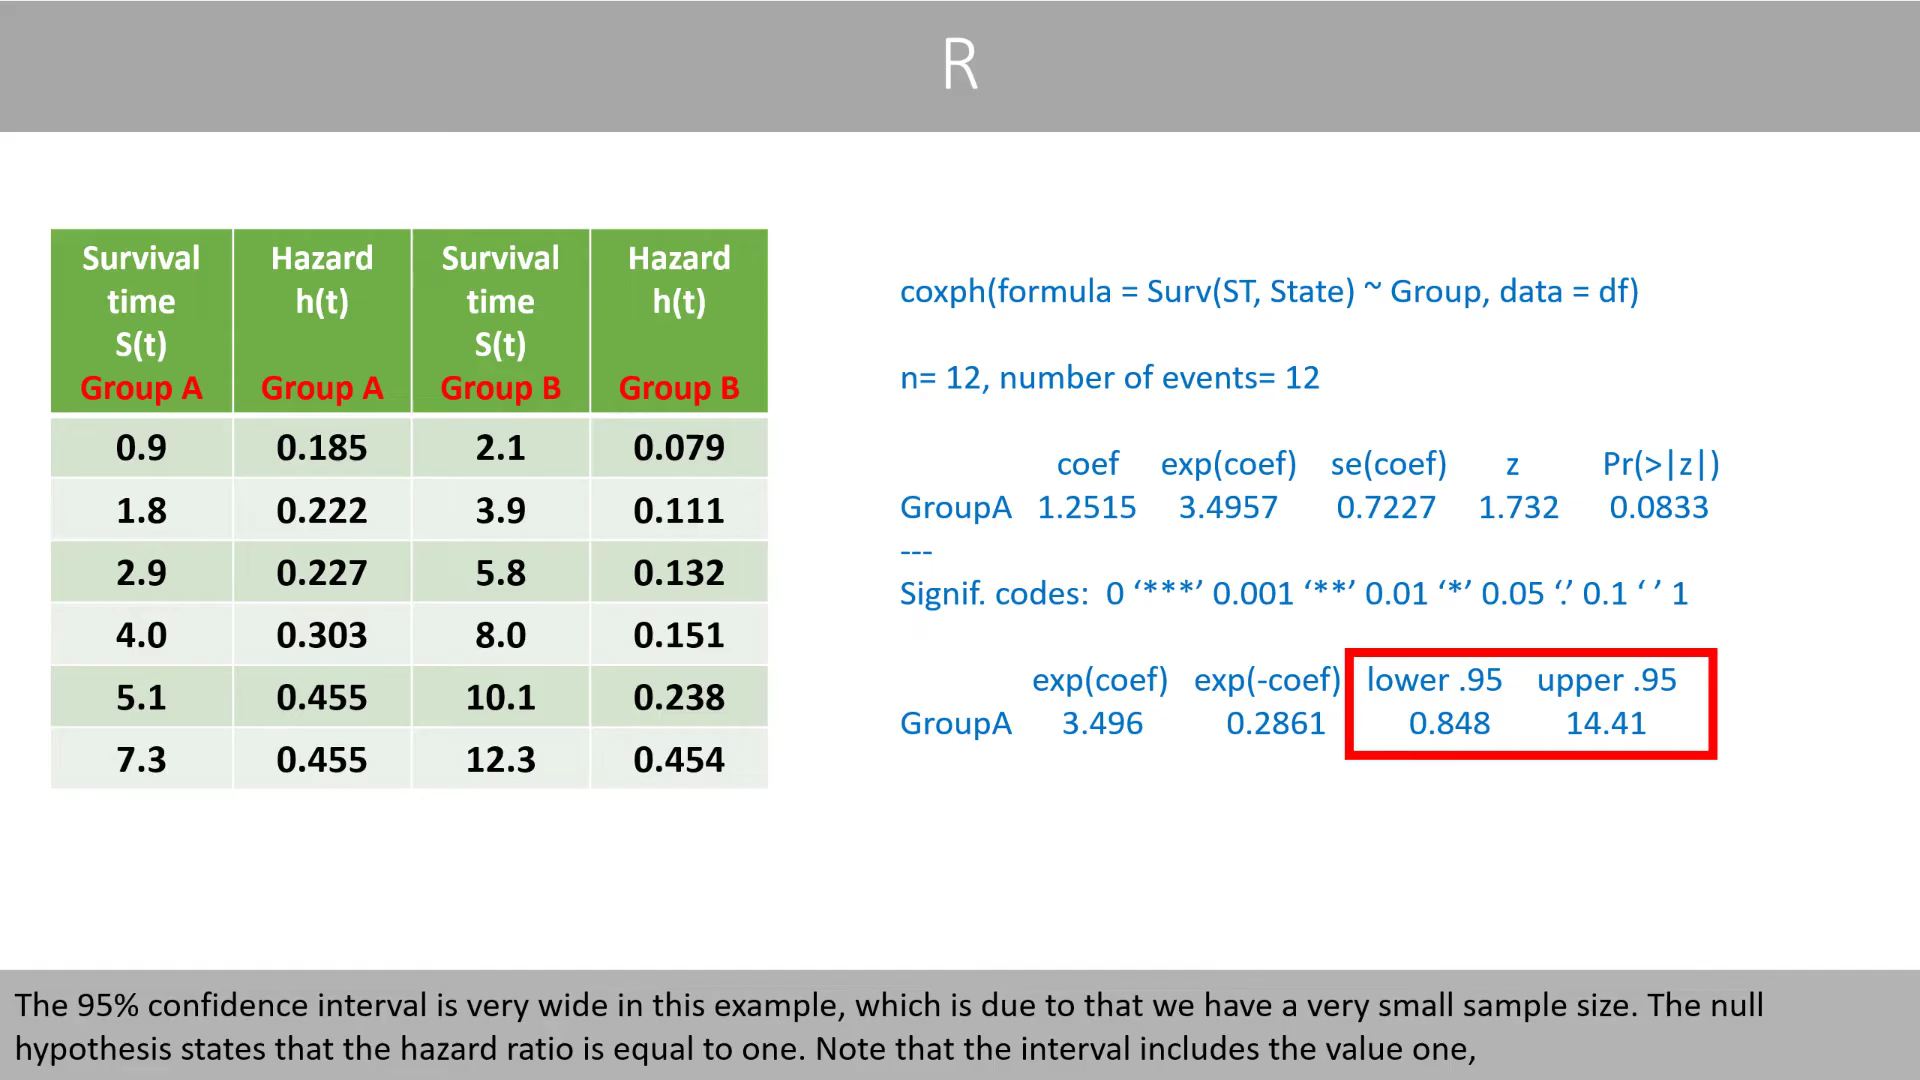 R
Survival time S(t) Group A | Hazard h(t) Group A | Survival time S(t) Group B | Hazard h(t) Group B
0.9 0.185 2.1 0.079
1.8 0.222 3.9 0.111
2.9 0.227 5.8 0.132
4.0 0.303 8.0 0.151
5.1 0.455 10.1 0.238
7.3 0.455 12.3 0.454
coxph(formula = Surv(ST, State) ~ Group, data = df)
n= 12, number of events= 12
coef exp(coef) se(coef) z Pr(>|z|)
GroupA 1.2515 3.4957 0.7227 1.732 0.0833
---
Signif. codes: 0 ‘***’ 0.001 ‘**’ 0.01 ‘*’ 0.05 ‘.’ 0.1 ‘ ’ 1
exp(coef) exp(-coef) lower .95 upper .95
GroupA 3.496 0.2861 0.848 14.41
The 95% confidence interval is very wide in this example, which is due to that we have a very small sample size. The null
hypothesis states that the hazard ratio is equal to one. Note that the interval includes the value one,